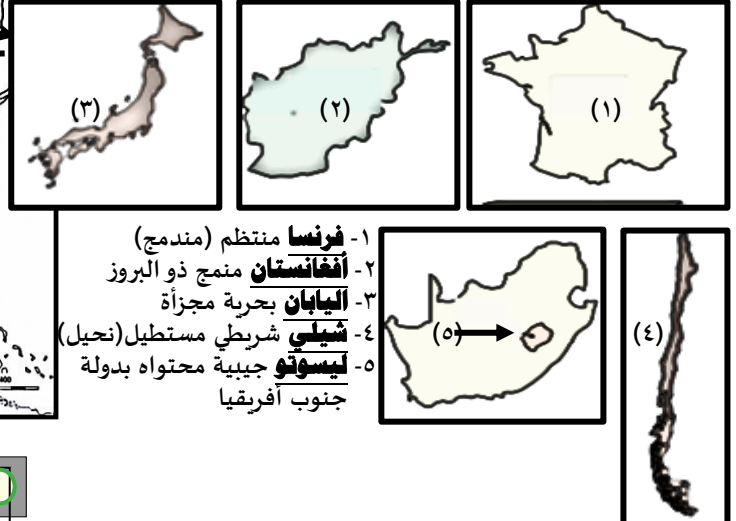 (١)
(٢)
(٣)
١- فرنسا منتظم (مندمج)
٢- أفغانستان منمج ذو البروز
٣- اليابان بحرية مجزأة
٤- شيلي شريطي مستطيل(نحيل)
٥- ليسوتو جيبية محتواه بدولة
جنوب أفريقيا
(٥)
(٤)